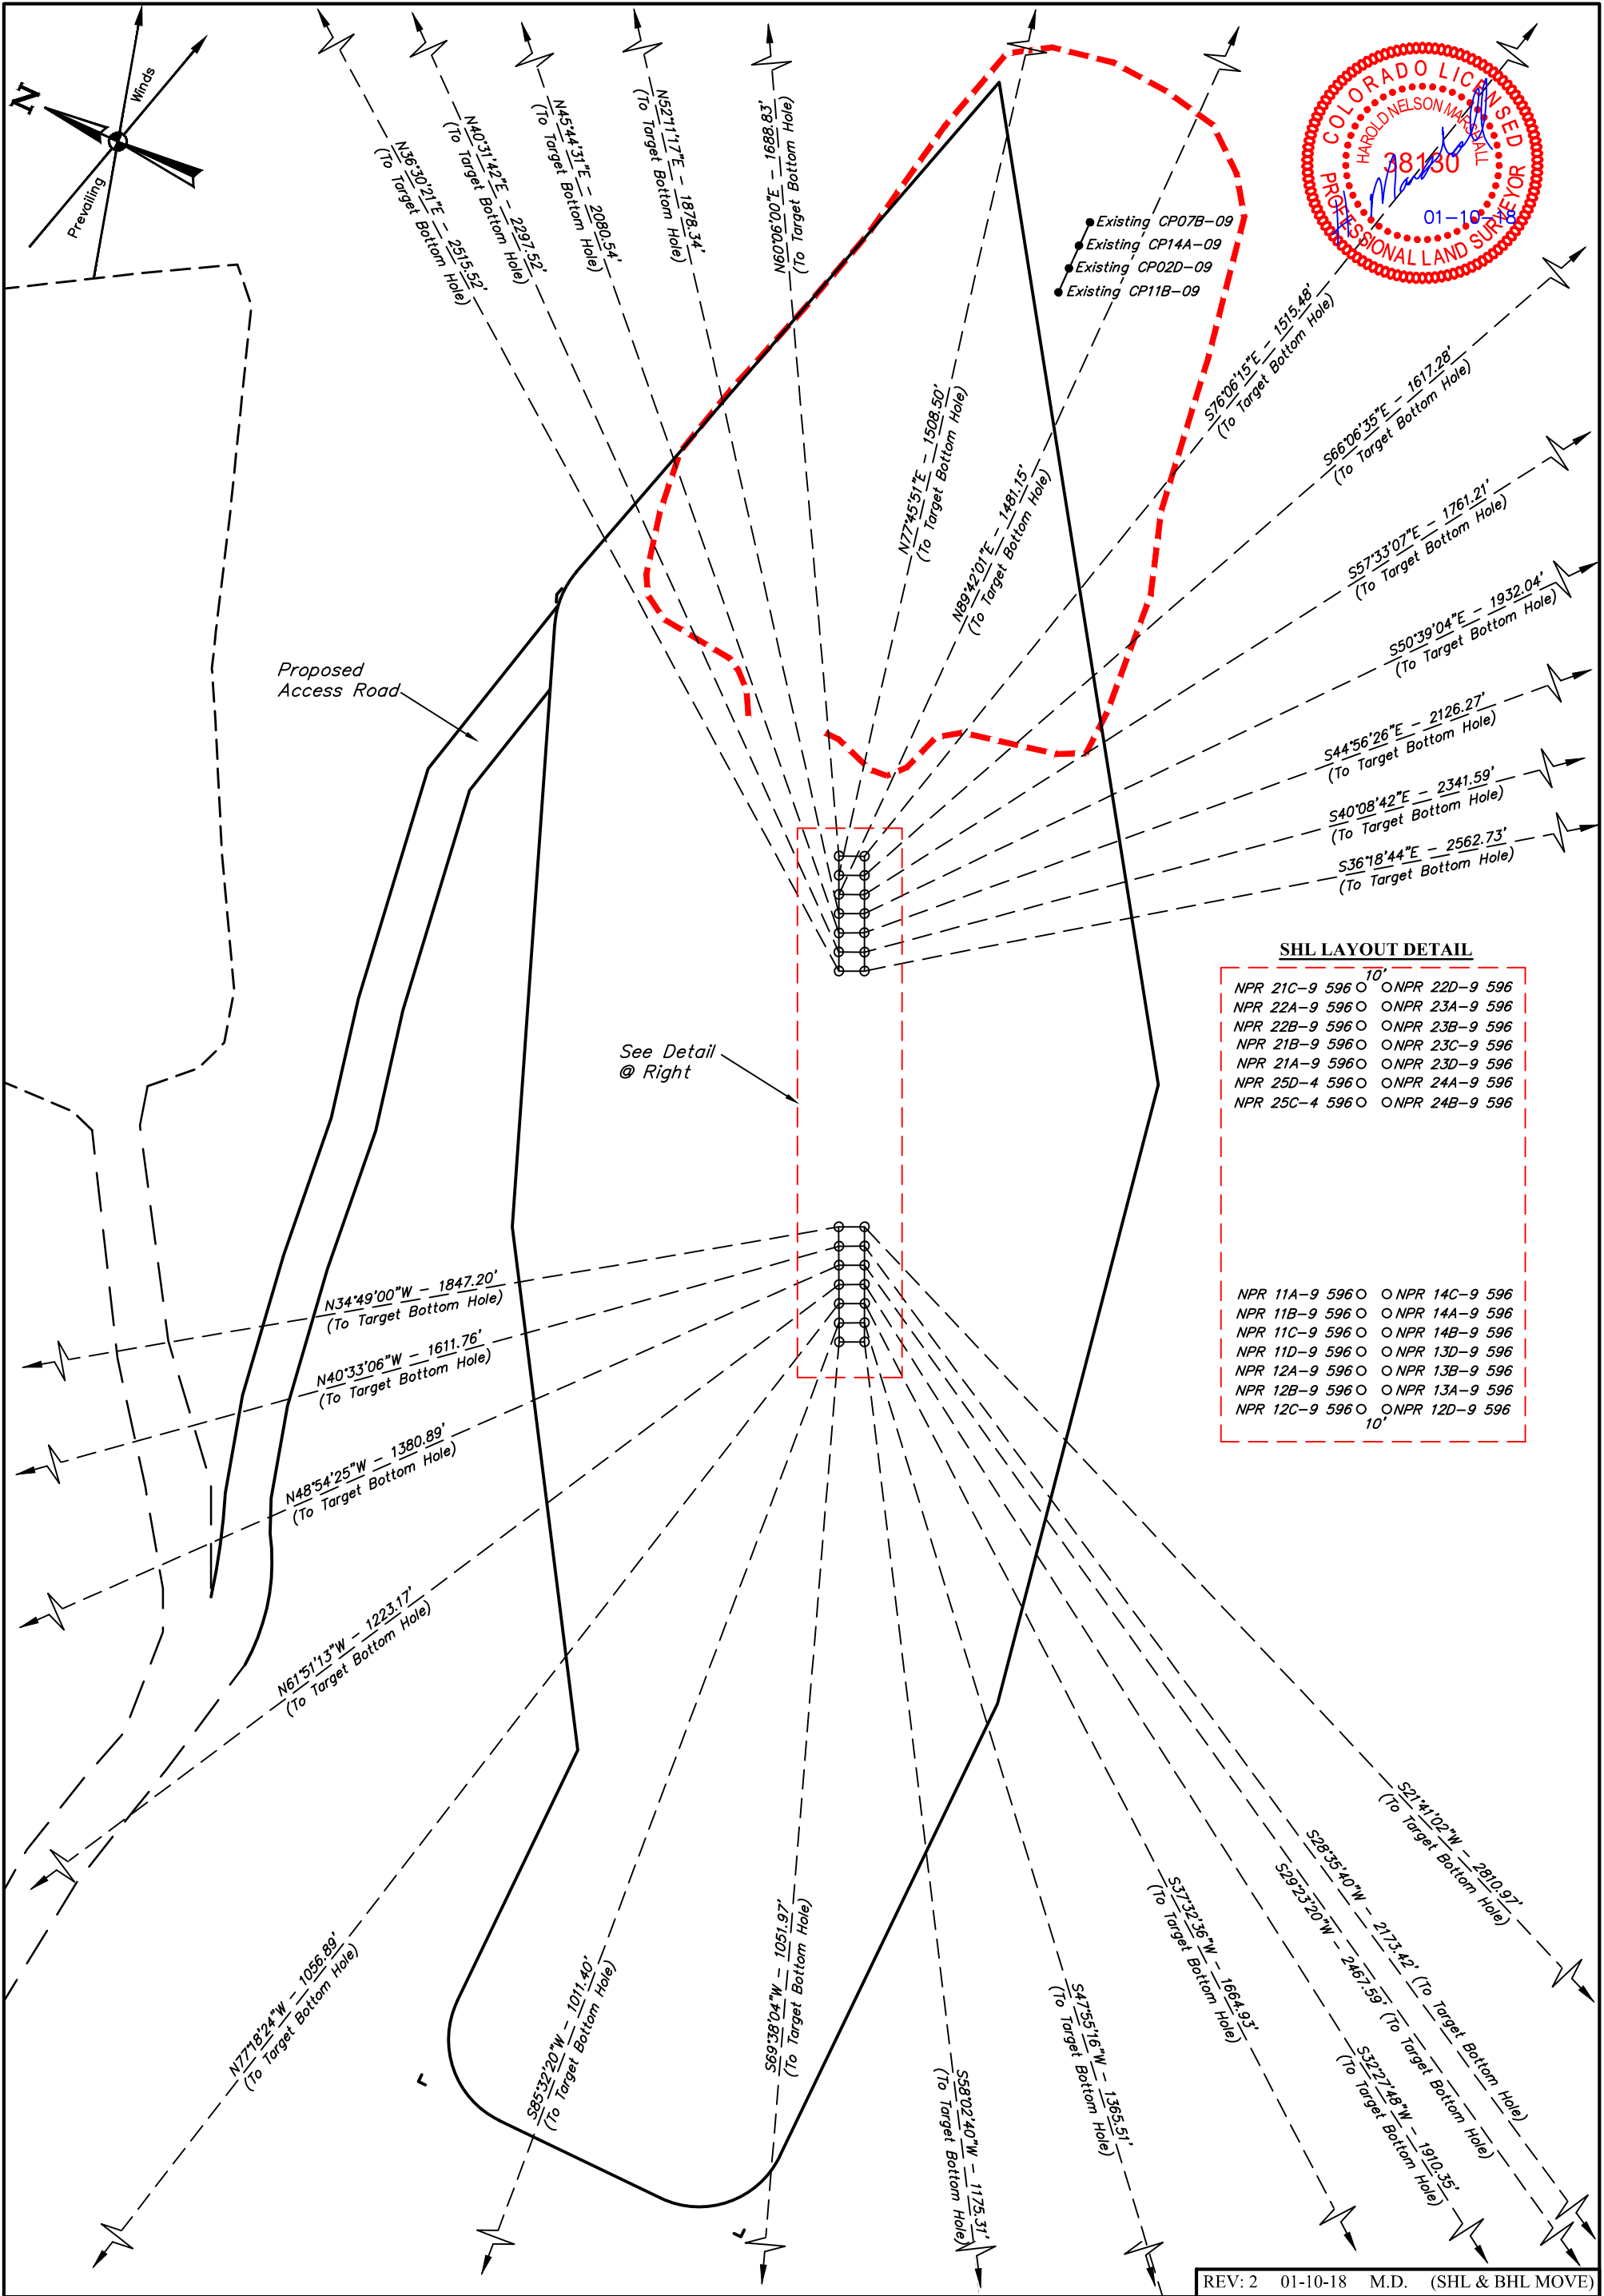 N
Prevailing
Winds
N36°30'21"E - 2515.52'
(To Target Bottom Hole)
N40°31'42"E - 2297.52'
(To Target Bottom Hole)
N45°44'31"E - 2080.54'
(To Target Bottom Hole)
N52°11'17"E - 1878.34'
(To Target Bottom Hole)
N60°06'00"E - 1688.83'
(To Target Bottom Hole)
N77°45'51"E - 1508.50'
(To Target Bottom Hole)
N89°42'01"E - 1481.15'
(To Target Bottom Hole)
S76°06'15"E - 1515.48'
(To Target Bottom Hole)
S66°06'35"E - 1617.28'
(To Target Bottom Hole)
S57°33'07"E - 1761.21'
(To Target Bottom Hole)
S50°39'04"E - 1932.04'
(To Target Bottom Hole)
S44°56'26"E - 2126.27'
(To Target Bottom Hole)
S40°08'42"E - 2341.59'
(To Target Bottom Hole)
S36°18'44"E - 2562.73'
(To Target Bottom Hole)
COLORADO LICENSED
HAROLD NELSON MARSHALL
38130
01-10-18
PROFESSIONAL LAND SURVEYOR
Existing CP07B-09
Existing CP14A-09
Existing CP02D-09
Existing CP11B-09
Proposed
Access Road
See Detail
@ Right
SHL LAYOUT DETAIL
10'
NPR 21C-9 596 NPR 22D-9 596
NPR 22A-9 596 NPR 23A-9 596
NPR 22B-9 596 NPR 23B-9 596
NPR 21B-9 596 NPR 23C-9 596
NPR 21A-9 596 NPR 23D-9 596
NPR 25D-4 596 NPR 24A-9 596
NPR 25C-4 596 NPR 24B-9 596
NPR 11A-9 596 NPR 14C-9 596
NPR 11B-9 596 NPR 14A-9 596
NPR 11C-9 596 NPR 14B-9 596
NPR 11D-9 596 NPR 13D-9 596
NPR 12A-9 596 NPR 13B-9 596
NPR 12B-9 596 NPR 13A-9 596
NPR 12C-9 596 NPR 12D-9 596
10'
N34°49'00"W - 1847.20'
(To Target Bottom Hole)
N40°33'06"W - 1611.76'
(To Target Bottom Hole)
N48°54'25"W - 1380.89'
(To Target Bottom Hole)
N61°51'13"W - 1223.17'
(To Target Bottom Hole)
N77°18'24"W - 1056.89'
(To Target Bottom Hole)
S85°32'20"W - 1011.40'
(To Target Bottom Hole)
S69°38'04"W - 1051.97'
(To Target Bottom Hole)
S58°02'40"W - 1175.31'
(To Target Bottom Hole)
S47°55'16"W - 1365.51'
(To Target Bottom Hole)
S37°32'36"W - 1664.93'
(To Target Bottom Hole)
S32°27'48"W - 1910.35'
(To Target Bottom Hole)
S29°23'20"W - 2467.59' (To Target Bottom Hole)
S28°35'40"W - 2173.42' (To Target Bottom Hole)
S21°41'02"W - 2810.97'
(To Target Bottom Hole)
REV: 2 01-10-18 M.D. (SHL & BHL MOVE)